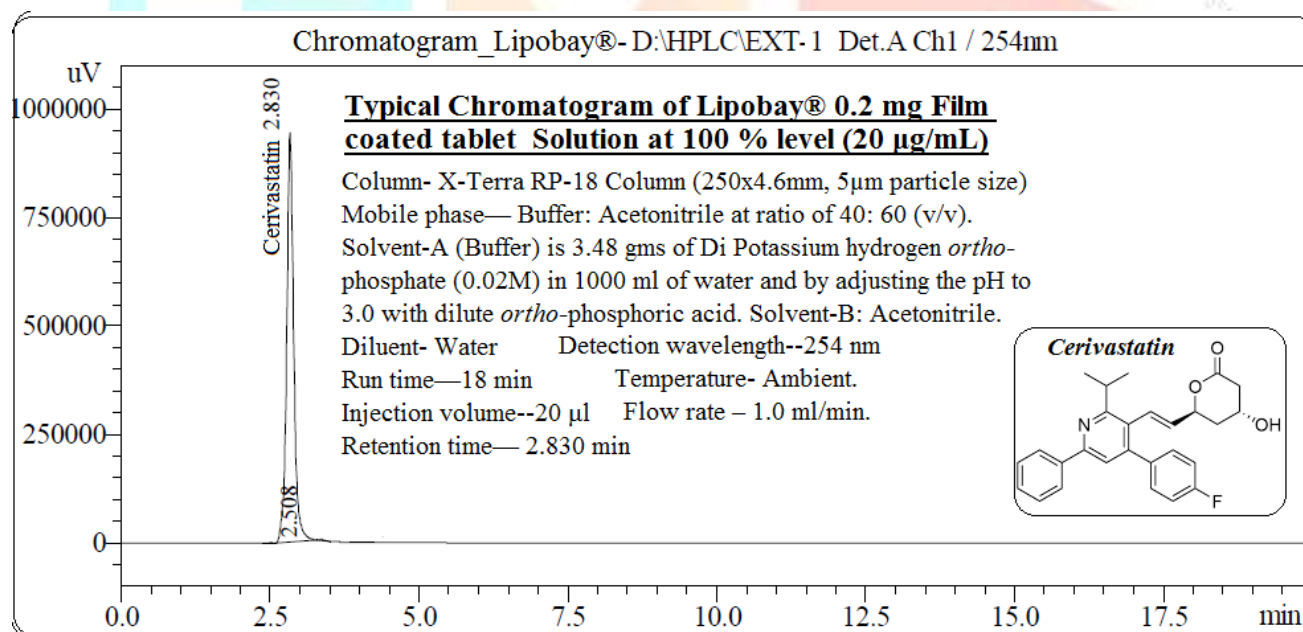 Chromatogram_Lipobay®- D:\HPLC\EXT-1 Det.A Ch1 / 254nm
uV
1000000
750000
500000
250000
0
Cerivastatin 2.830
2.508
Typical Chromatogram of Lipobay® 0.2 mg Film
coated tablet Solution at 100 % level (20 µg/mL)
Column- X-Terra RP-18 Column (250x4.6mm, 5µm particle size)
Mobile phase— Buffer: Acetonitrile at ratio of 40: 60 (v/v).
Solvent-A (Buffer) is 3.48 gms of Di Potassium hydrogen ortho-
phosphate (0.02M) in 1000 ml of water and by adjusting the pH to
3.0 with dilute ortho-phosphoric acid. Solvent-B: Acetonitrile.
Diluent- Water Detection wavelength--254 nm
Run time—18 min Temperature- Ambient.
Injection volume--20 µl Flow rate – 1.0 ml/min.
Retention time— 2.830 min
Cerivastatin
O
O
OH
N
F
0.0 2.5 5.0 7.5 10.0 12.5 15.0 17.5 min